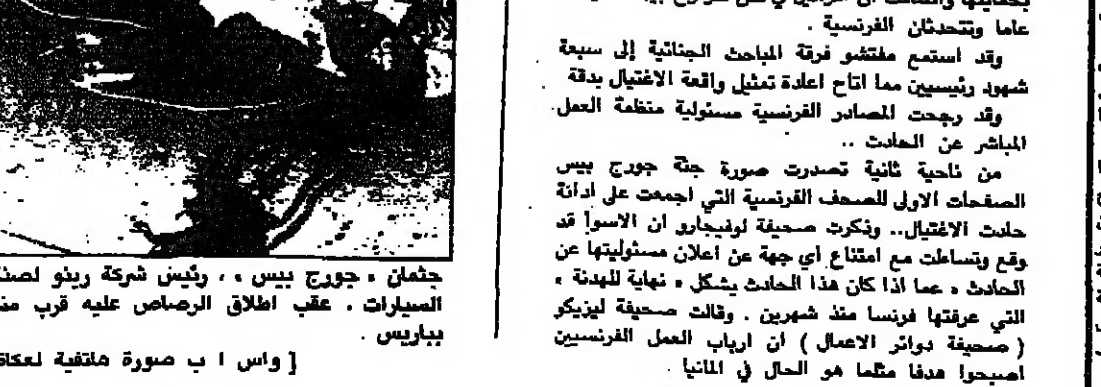 عاما وتتحدثان الفرنسية .
وقد استمع مفتشو فرقة المباحث الجنائية إلى سبعة
شهود رئيسيين مما اتاح اعادة تمثيل واقعة الاغتيال بدقة
وقد رجحت المصادر الفرنسية مسئولية منظمة العمل
المباشر عن الحادث ..
من ناحية ثانية تصدرت صورة جثة جورج بيس
الصفحات الاولى للصحف الفرنسية التي اجمعت على ادانة
حادث الاغتيال.. وذكرت صحيفة لوفيجارو ان الاسوأ قد
وقع وتساءلت مع امتناع اي جهة عن اعلان مسئوليتها عن
الحادث « عما اذا كان هذا الحادث يشكل « نهاية للهدنة »
التي عرفتها فرنسا منذ شهرين . وقالت صحيفة ليزيكو
( صحيفة دوائر الاعمال ) ان ارباب العمل الفرنسيين
اصبحوا هدفا مثلما هو الحال في المانيا .
جثمان « جورج بيس » ، رئيس شركة رينو
السيارات ، عقب اطلاق الرصاص عليه قرب
بباريس .
[ واس ا ب صورة هاتفية